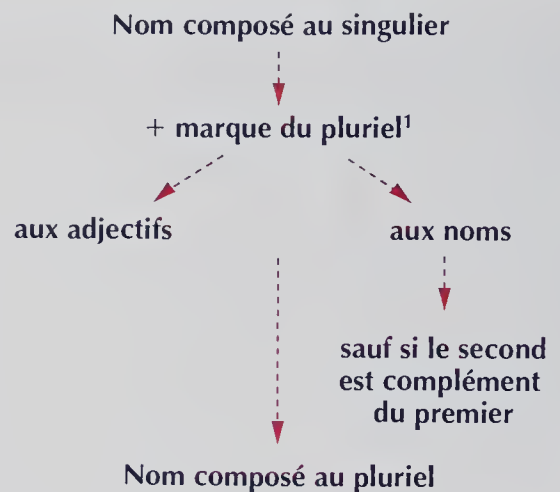 Nom composé au singulier
+ marque du pluriel¹
aux adjectifs
aux noms
sauf si le second
est complément
du premier
Nom composé au pluriel